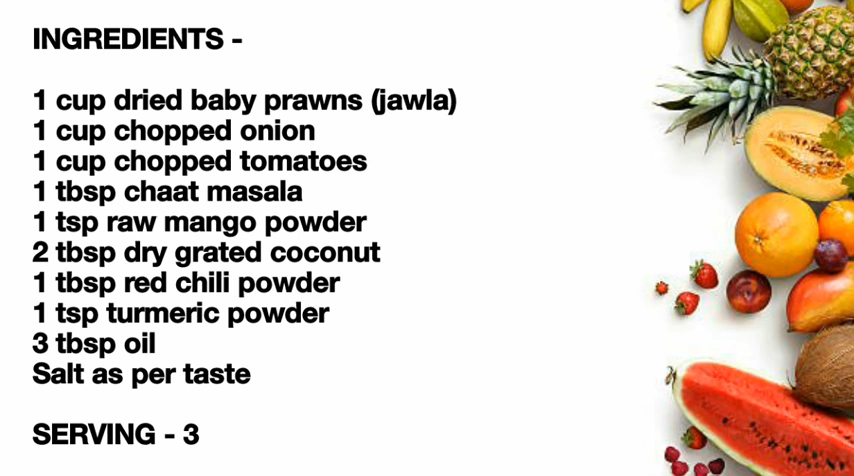 INGREDIENTS -
1 cup dried baby prawns (jawla)
1 cup chopped onion
1 cup chopped tomatoes
1 tbsp chaat masala
1 tsp raw mango powder
2 tbsp dry grated coconut
1 tbsp red chili powder
1 tsp turmeric powder
3 tbsp oil
Salt as per taste
SERVING - 3